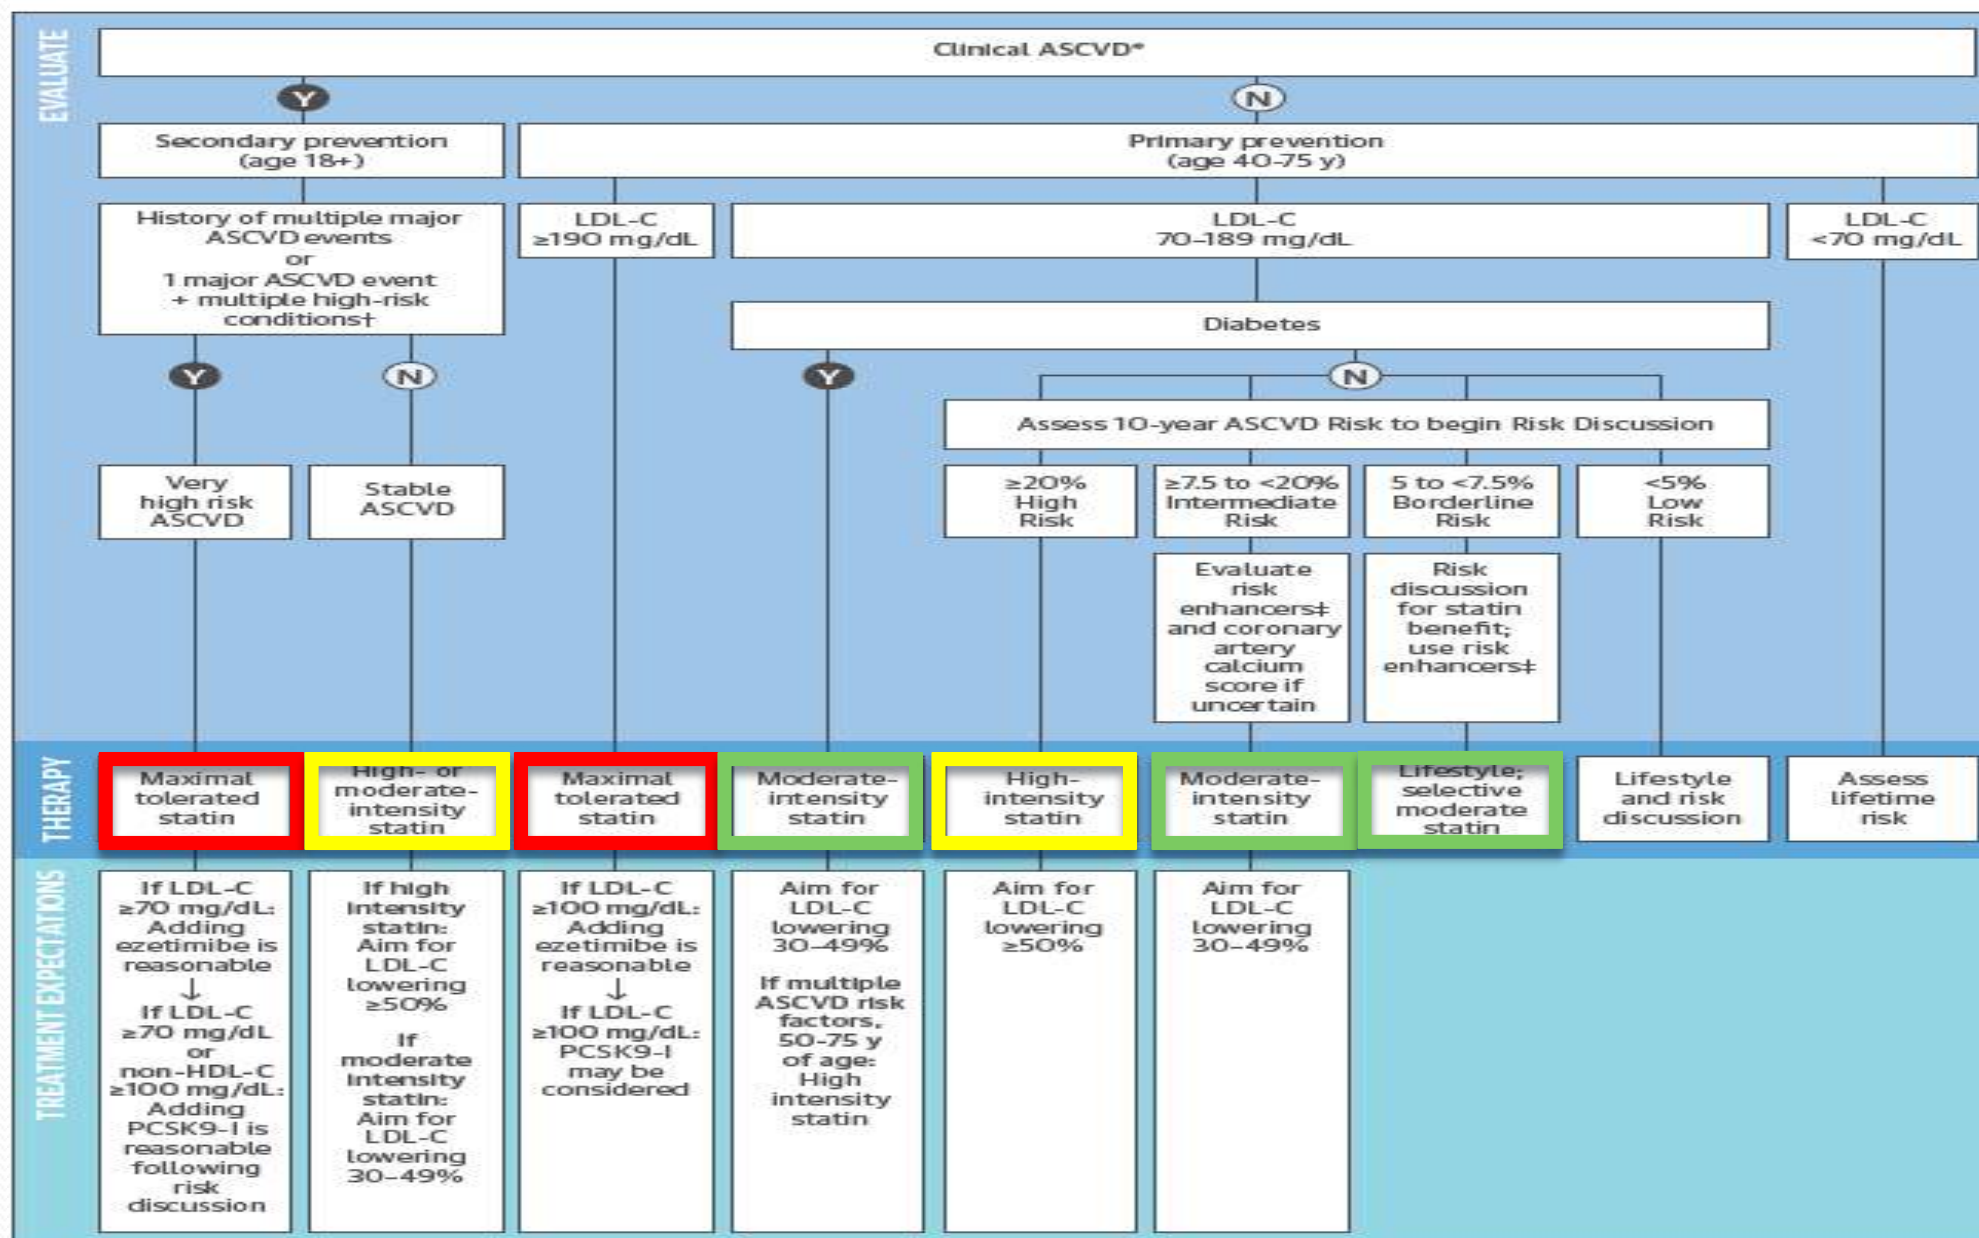 EVALUATE
Clinical ASCVD*
Y
N
Secondary prevention
(age 18+)
Primary prevention
(age 40-75 y)
History of multiple major
ASCVD events
or
1 major ASCVD event
+ multiple high-risk
conditions†
LDL-C
≥190 mg/dL
LDL-C
70-189 mg/dL
LDL-C
<70 mg/dL
Diabetes
Y
N
Y
N
Assess 10-year ASCVD Risk to begin Risk Discussion
Very
high risk
ASCVD
Stable
ASCVD
≥20%
High
Risk
≥7.5 to <20%
Intermediate
Risk
5 to <7.5%
Borderline
Risk
<5%
Low
Risk
Evaluate
risk
enhancers‡
and coronary
artery
calcium
score if
uncertain
Risk
discussion
for statin
benefit;
use risk
enhancers‡
THERAPY
Maximal
tolerated
statin
High- or
moderate-
intensity
statin
Maximal
tolerated
statin
Moderate-
intensity
statin
High-
intensity
statin
Moderate-
intensity
statin
Lifestyle;
selective
moderate
statin
Lifestyle
and risk
discussion
Assess
lifetime
risk
TREATMENT EXPECTATIONS
If LDL-C
≥70 mg/dL:
Adding
ezetimibe is
reasonable
↓
If LDL-C
≥70 mg/dL
or
non-HDL-C
≥100 mg/dL:
Adding
PCSK9-I is
reasonable
following
risk
discussion
If high
intensity
statin:
Aim for
LDL-C
lowering
≥50%
If
moderate
intensity
statin:
Aim for
LDL-C
lowering
30-49%
If LDL-C
≥100 mg/dL:
Adding
ezetimibe is
reasonable
↓
If LDL-C
≥100 mg/dL:
PCSK9-I
may be
considered
Aim for
LDL-C
lowering
30-49%
If multiple
ASCVD risk
factors,
50-75 y
of age:
High
intensity
statin
Aim for
LDL-C
lowering
≥50%
Aim for
LDL-C
lowering
30-49%